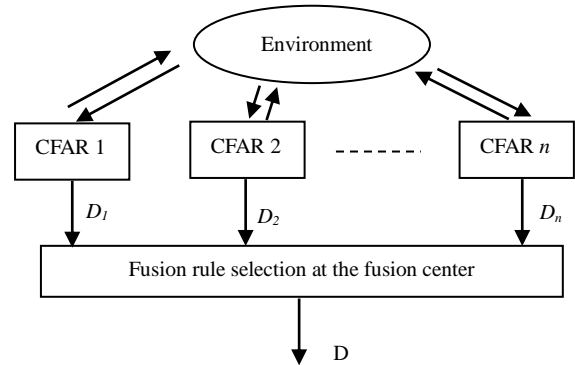 Environment
CFAR 1
CFAR 2
CFAR n
D1
D2
Dn
Fusion rule selection at the fusion center
D